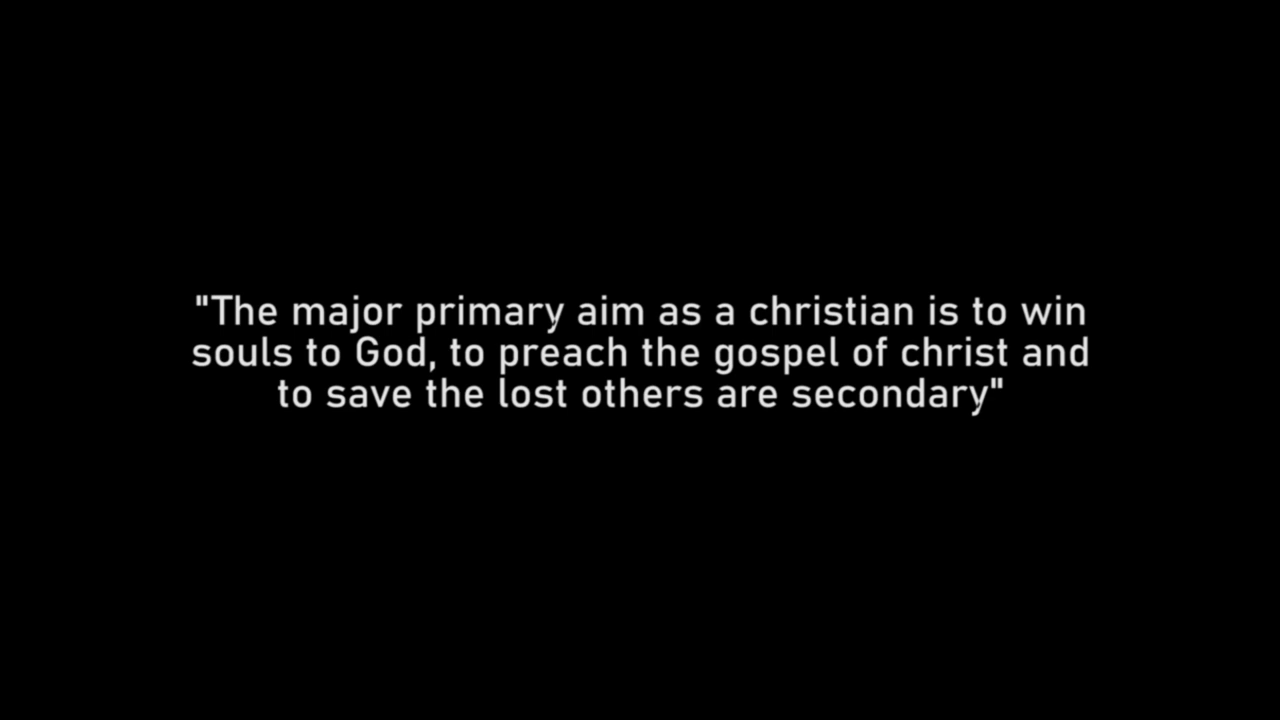 "The major primary aim as a christian is to win
souls to God, to preach the gospel of christ and
to save the lost others are secondary"